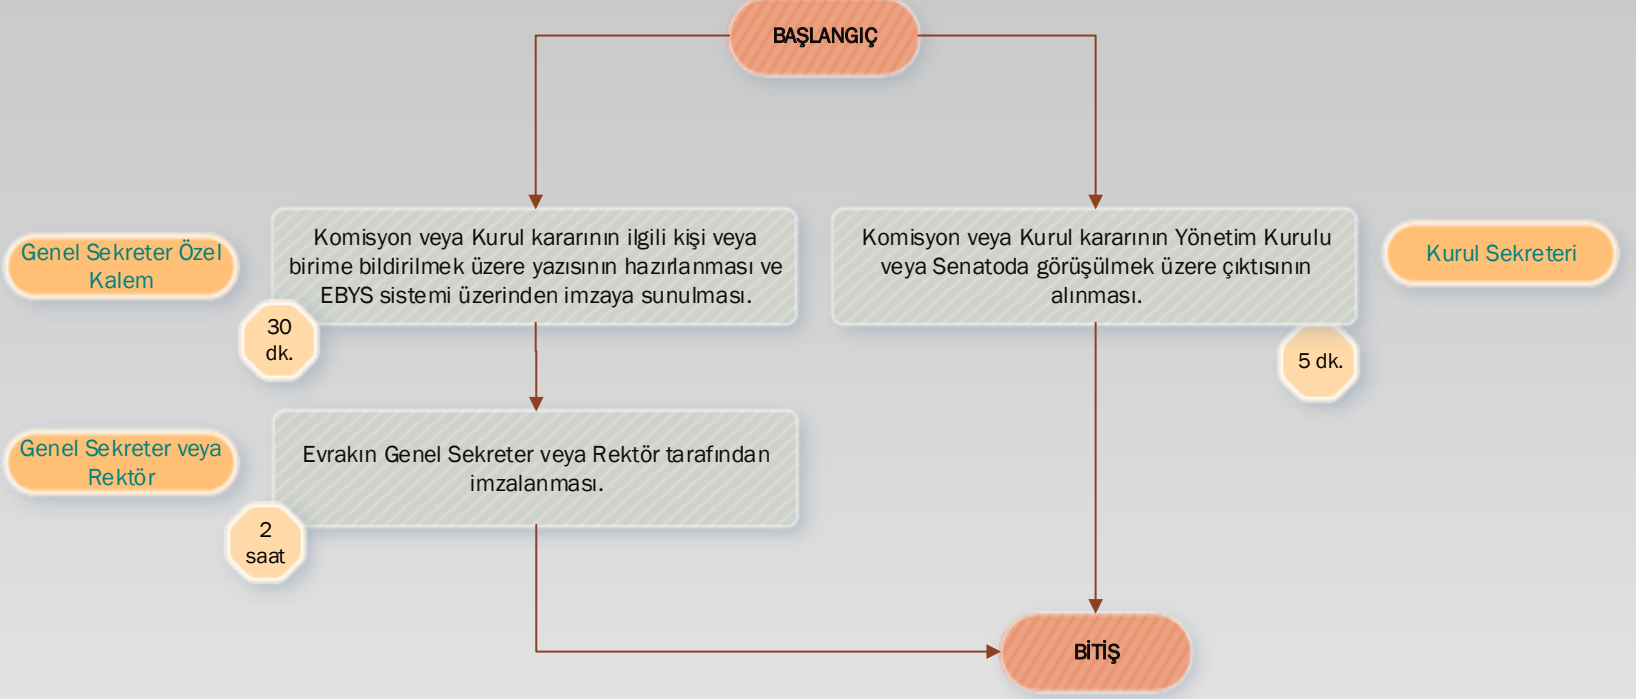 BAŞLANGIÇ
Genel Sekreter Özel
Kalem
Komisyon veya Kurul kararının ilgili kişi veya
birime bildirilmek üzere yazısının hazırlanması ve
EBYS sistemi üzerinden imzaya sunulması.
30
dk.
Komisyon veya Kurul kararının Yönetim Kurulu
veya Senatoda görüşülmek üzere çıktısının
alınması.
Kurul Sekreteri
5 dk.
Genel Sekreter veya
Rektör
Evrakın Genel Sekreter veya Rektör tarafından
imzalanması.
2
saat
BİTİŞ